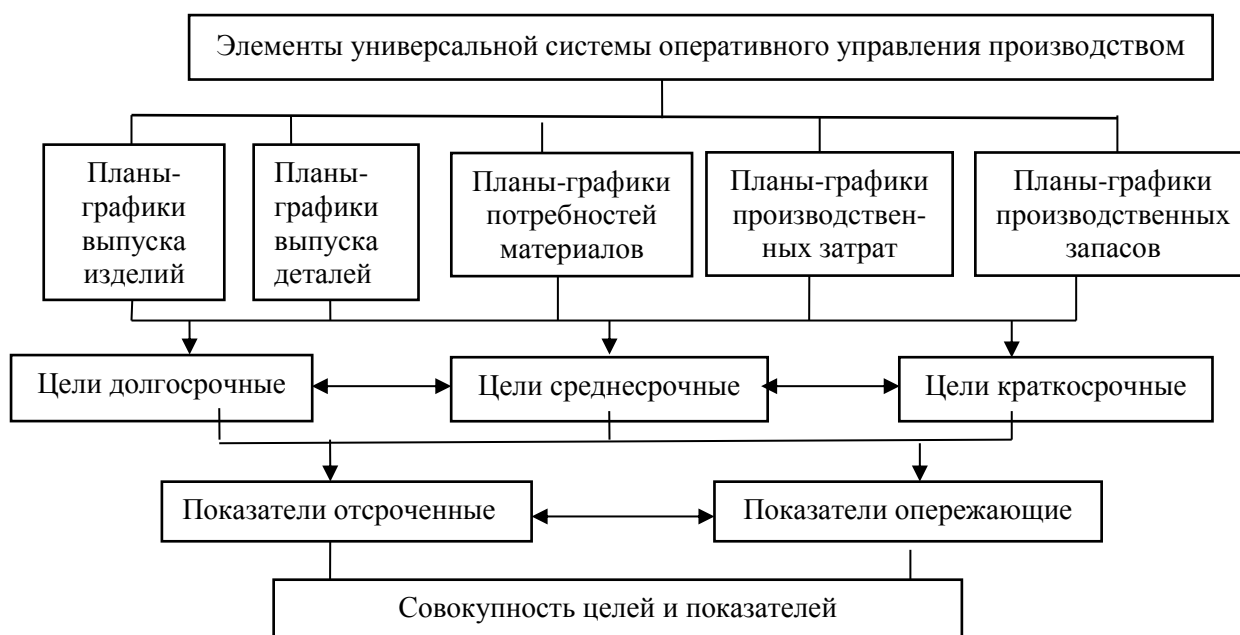 Элементы универсальной системы оперативного управления производством
Планы-
графики
выпуска
изделий
Планы-
графики
выпуска
деталей
Планы-графики
потребностей
материалов
Планы-графики
производствен-
ных затрат
Планы-графики
производственных
запасов
Цели долгосрочные
Цели среднесрочные
Цели краткосрочные
Показатели отсроченные
Показатели опережающие
Совокупность целей и показателей